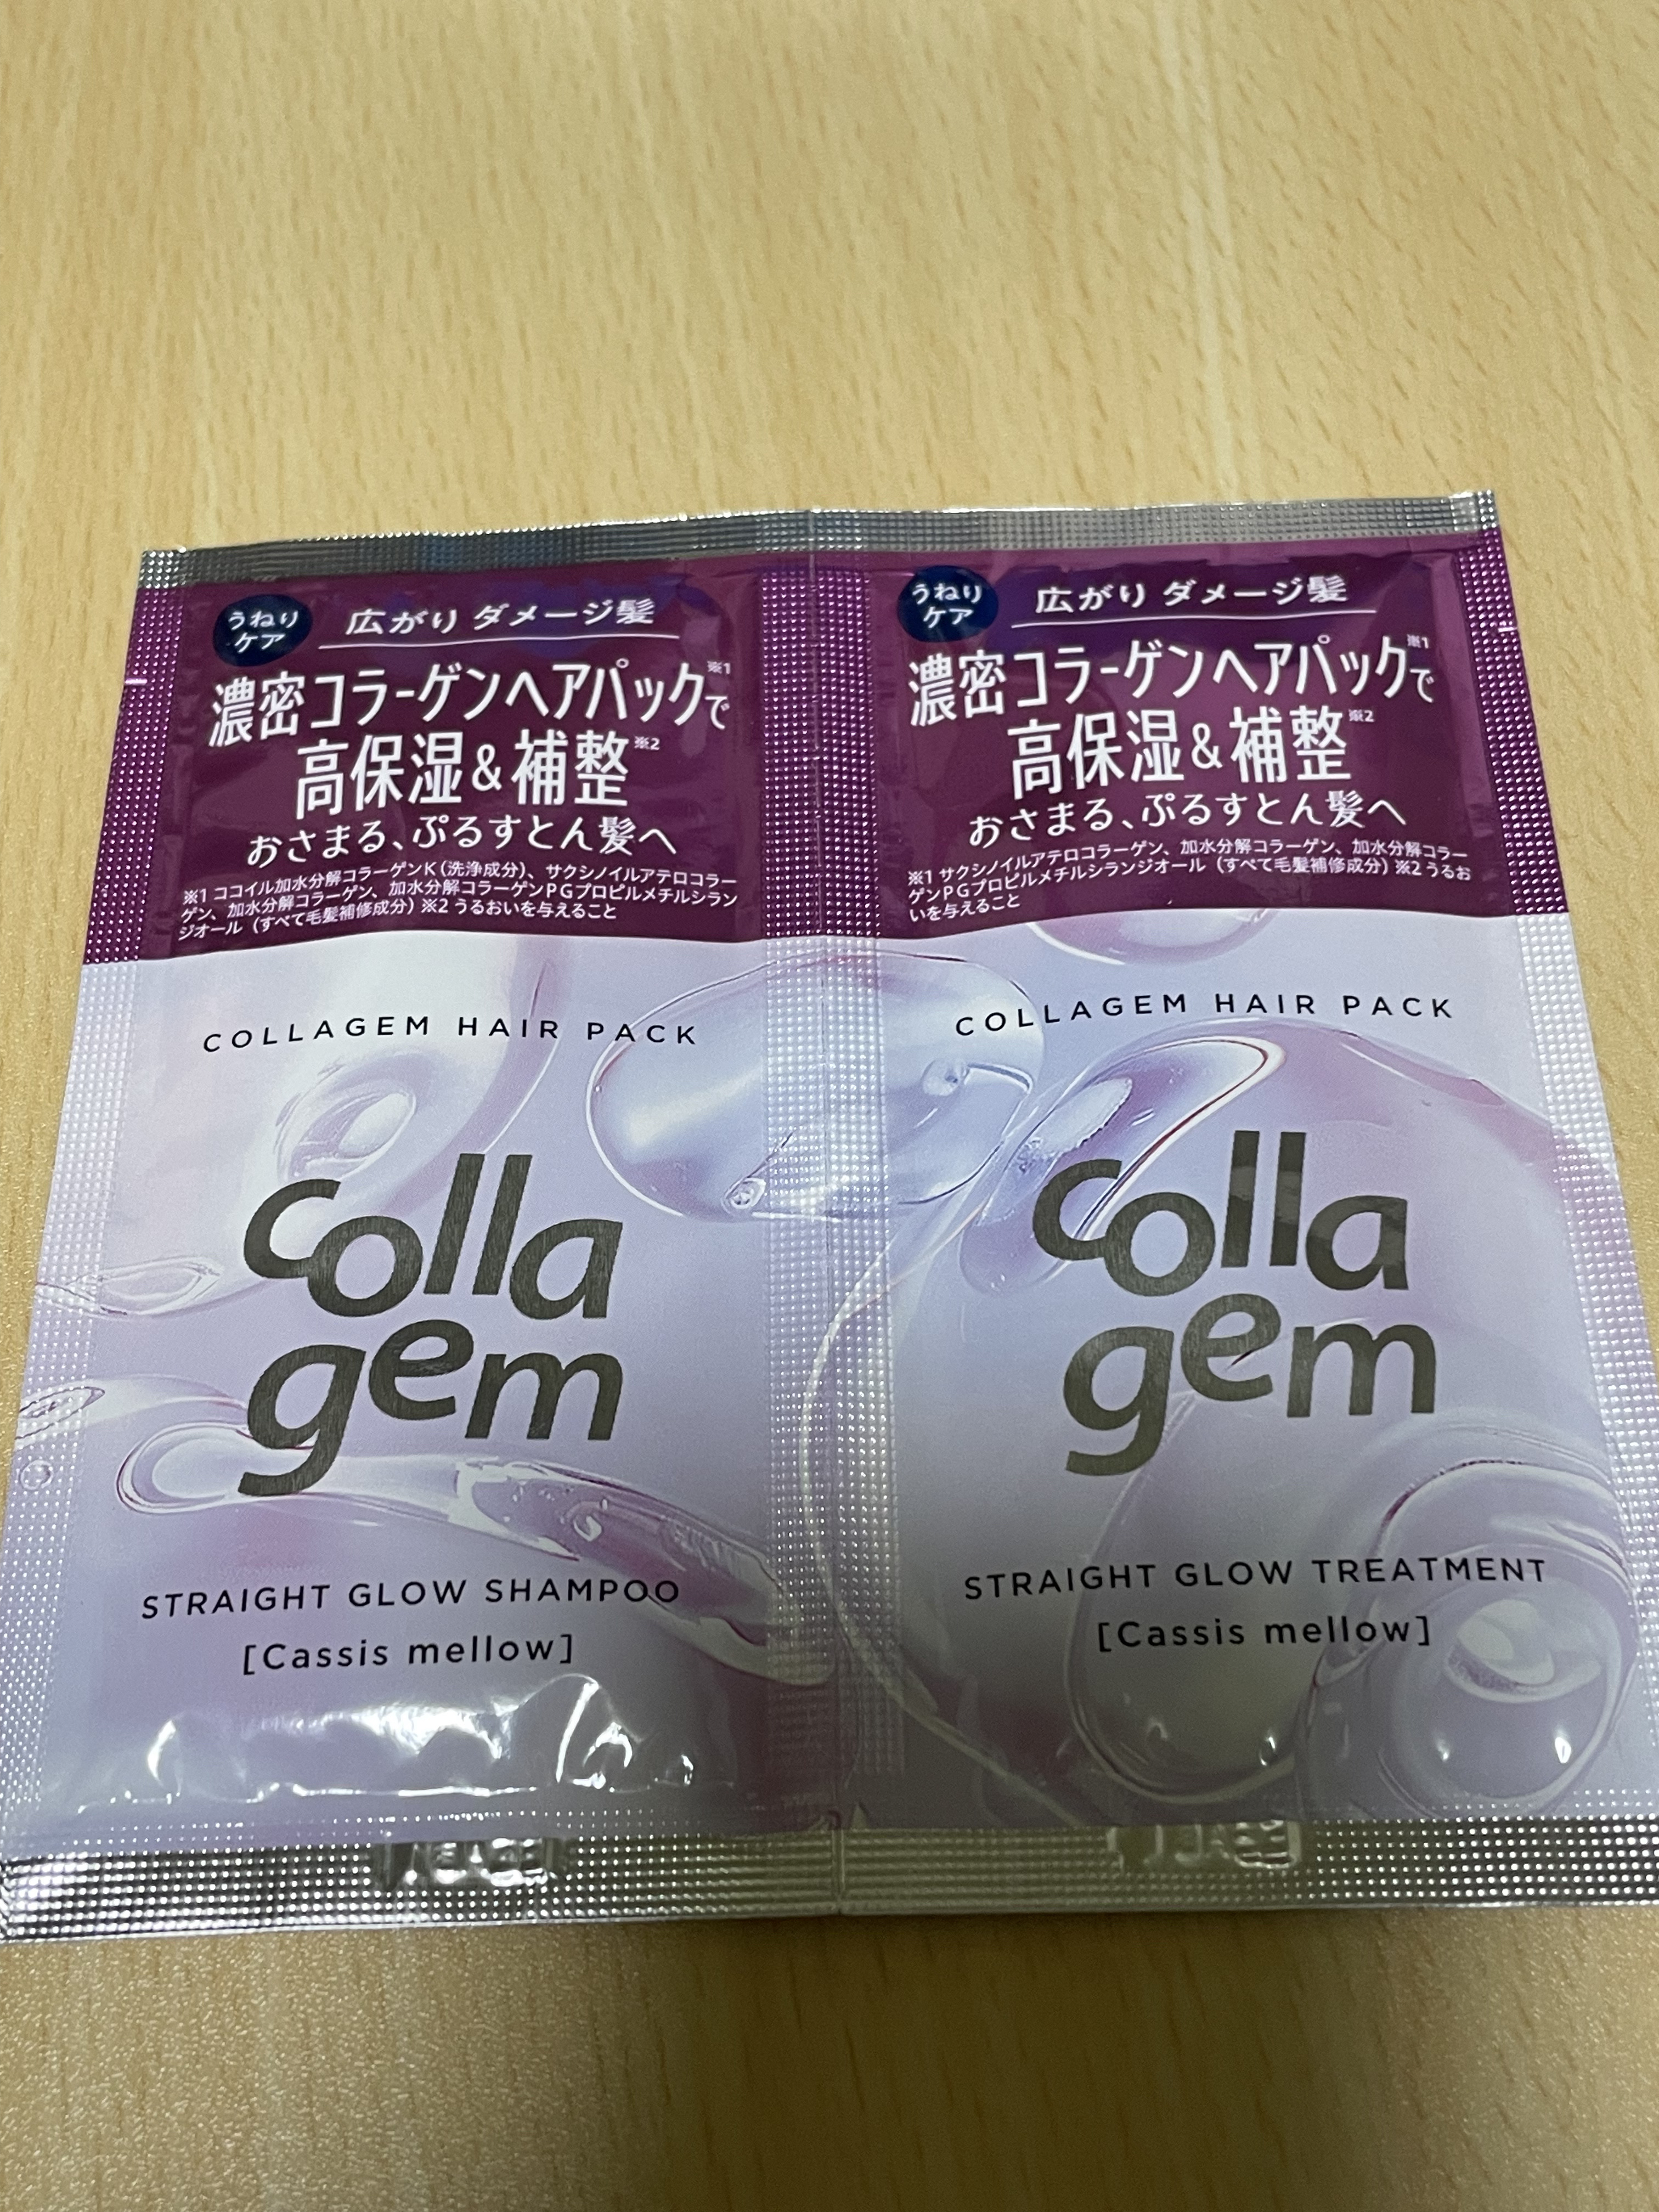 うねり
ケア
広がり ダメージ髪
濃密コラーゲンヘアパック※1で
高保湿&補整※2
おさまる、ぷるすとん髪へ
※1 ココイル加水分解コラーゲンK(洗浄成分)、サクシノイルアテロコラー
ゲン、加水分解コラーゲン、加水分解コラーゲンPGプロピルメチルシラン
ジオール(すべて毛髪補修成分)※2 うるおいを与えること
COLLAGEM HAIR PACK
colla
gem
STRAIGHT GLOW SHAMPOO
[Cassis mellow]
うねり
ケア
広がり ダメージ髪
濃密コラーゲンヘアパック※1で
高保湿&補整※2
おさまる、ぷるすとん髪へ
※1 サクシノイルアテロコラーゲン、加水分解コラーゲン、加水分解コラー
ゲンPGプロピルメチルシランジオール(すべて毛髪補修成分)※2 うるお
いを与えること
COLLAGEM HAIR PACK
colla
gem
STRAIGHT GLOW TREATMENT
[Cassis mellow]